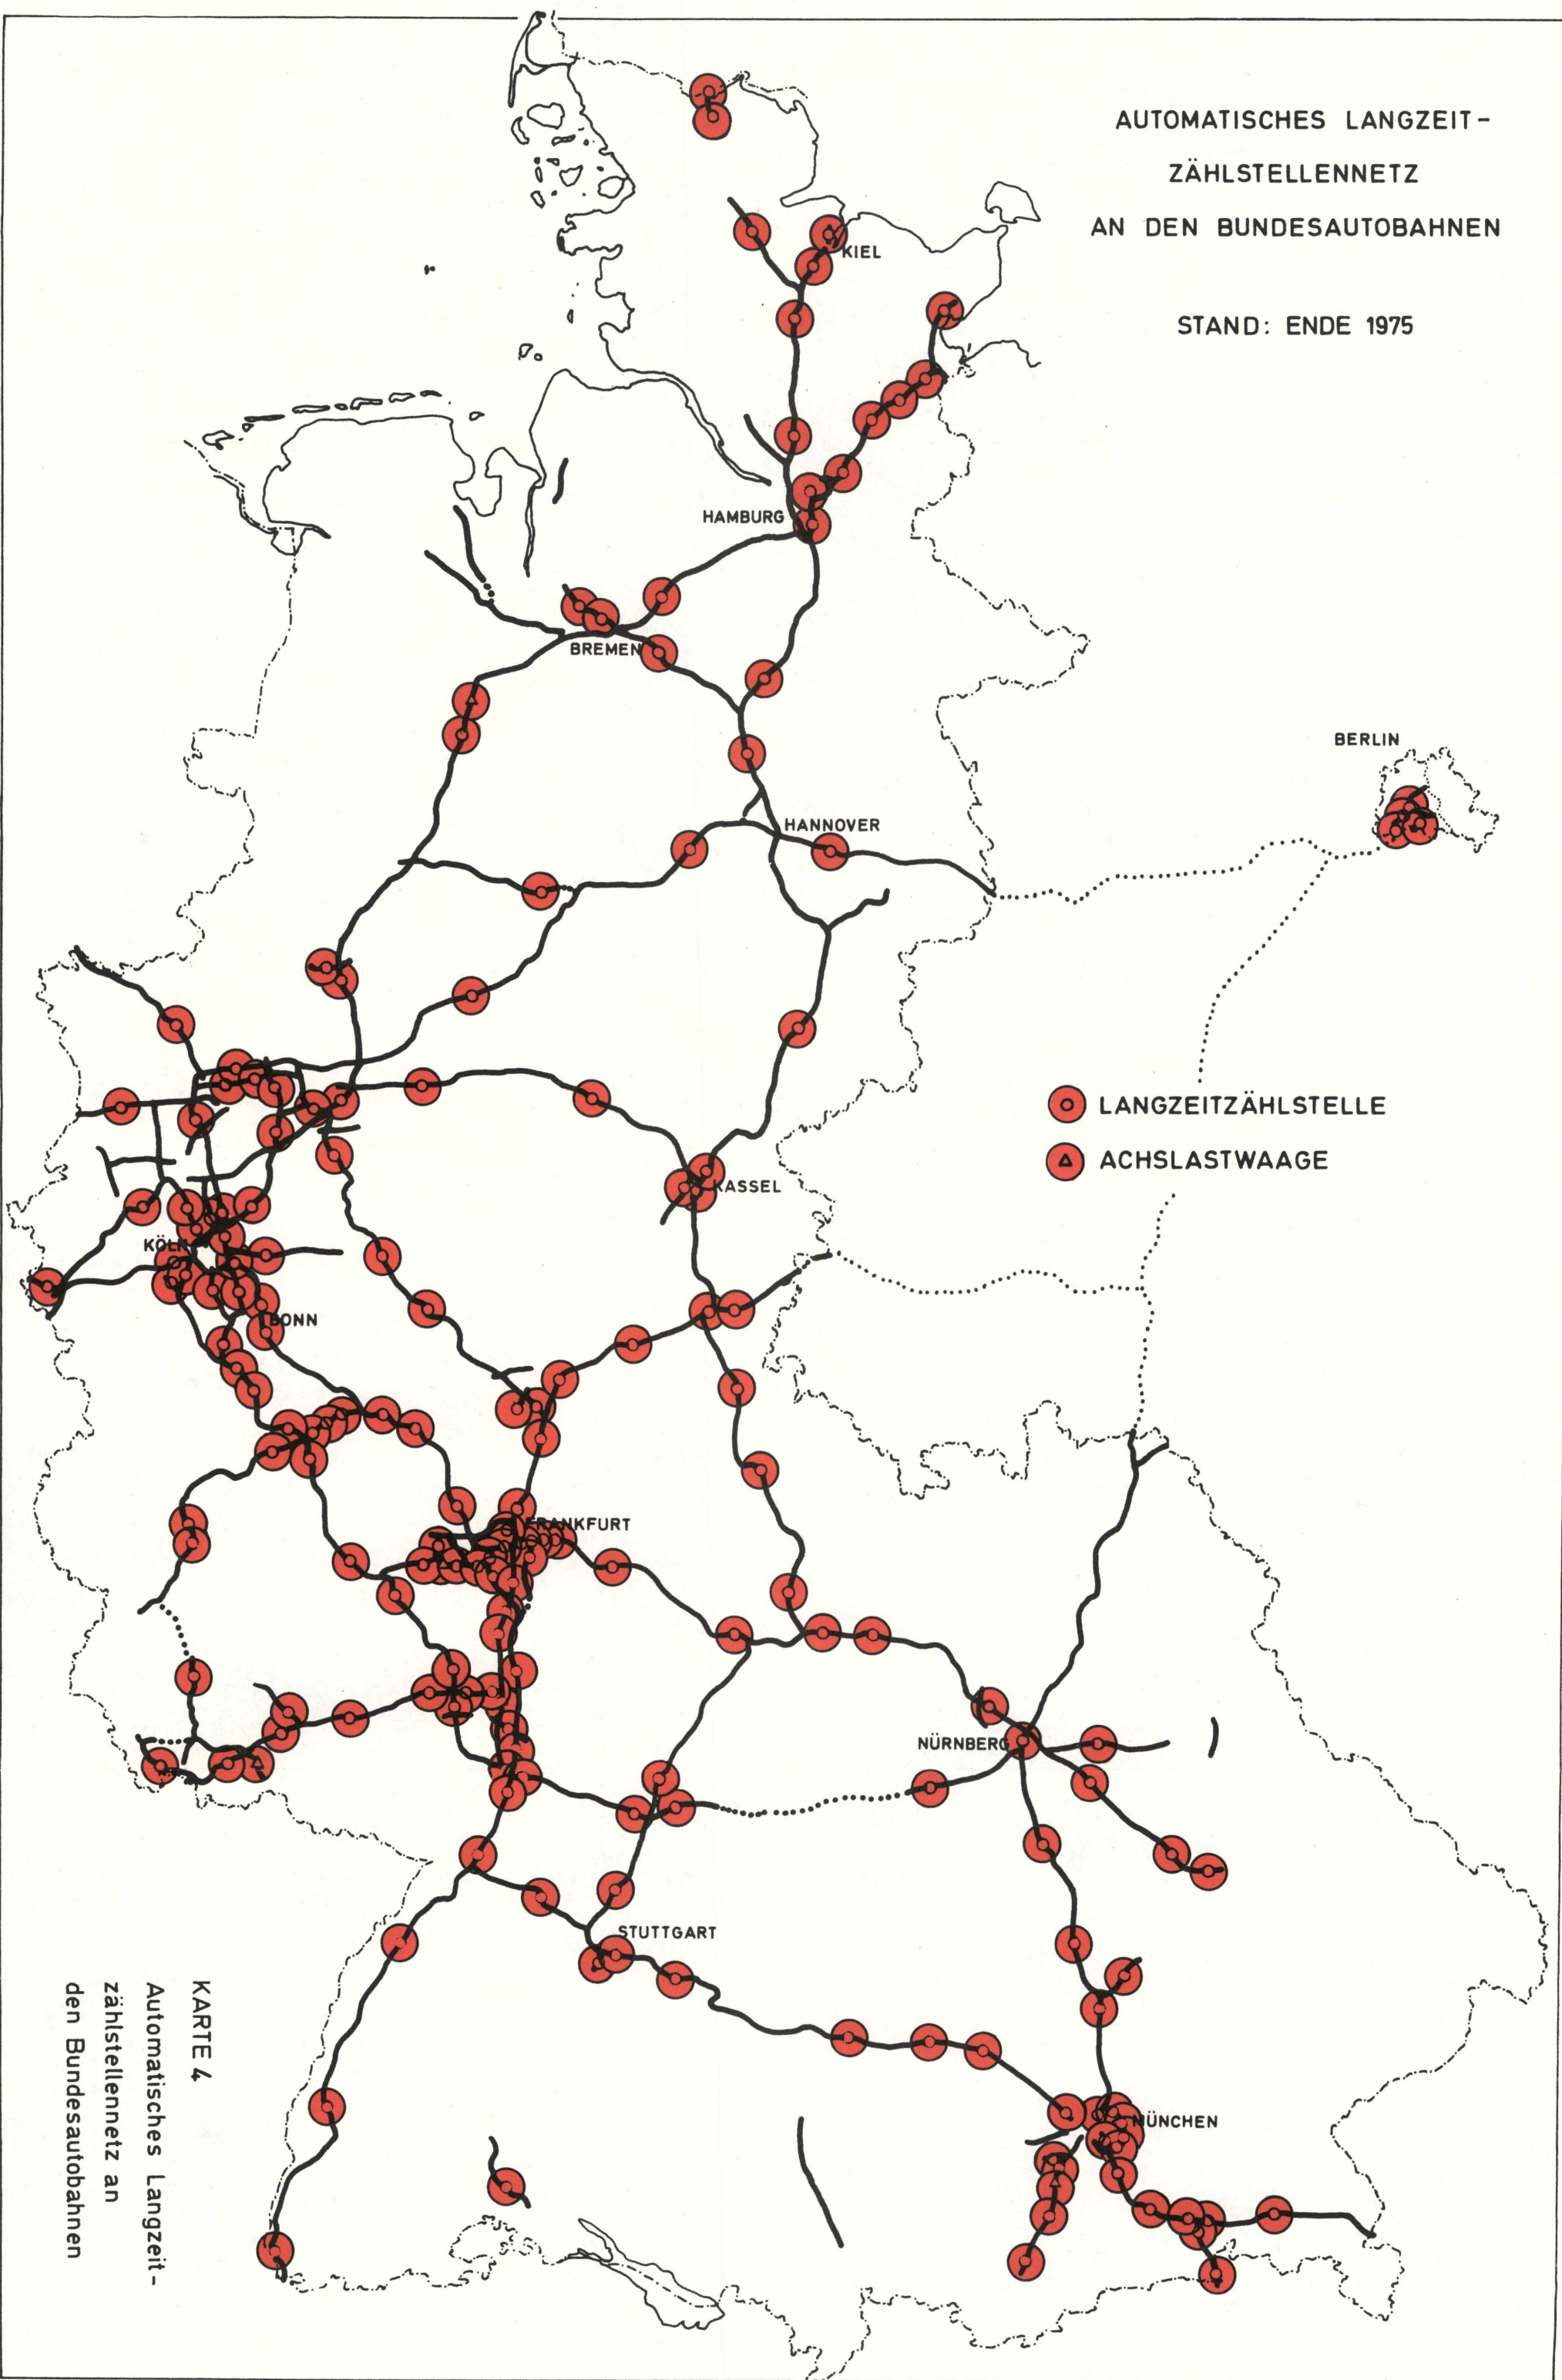 AUTOMATISCHES LANGZEIT-
ZÄHLSTELLENNETZ
AN DEN BUNDESAUTOBAHNEN
STAND: ENDE 1975
KIEL
HAMBURG
BREMEN
BERLIN
HANNOVER
LANGZEITZÄHLSTELLE
ACHSLASTWAAGE
KASSEL
KÖLN
BONN
FRANKFURT
NÜRNBERG
STUTTGART
MÜNCHEN
KARTE 4
Automatisches Langzeit-
zählstellennetz an
den Bundesautobahnen